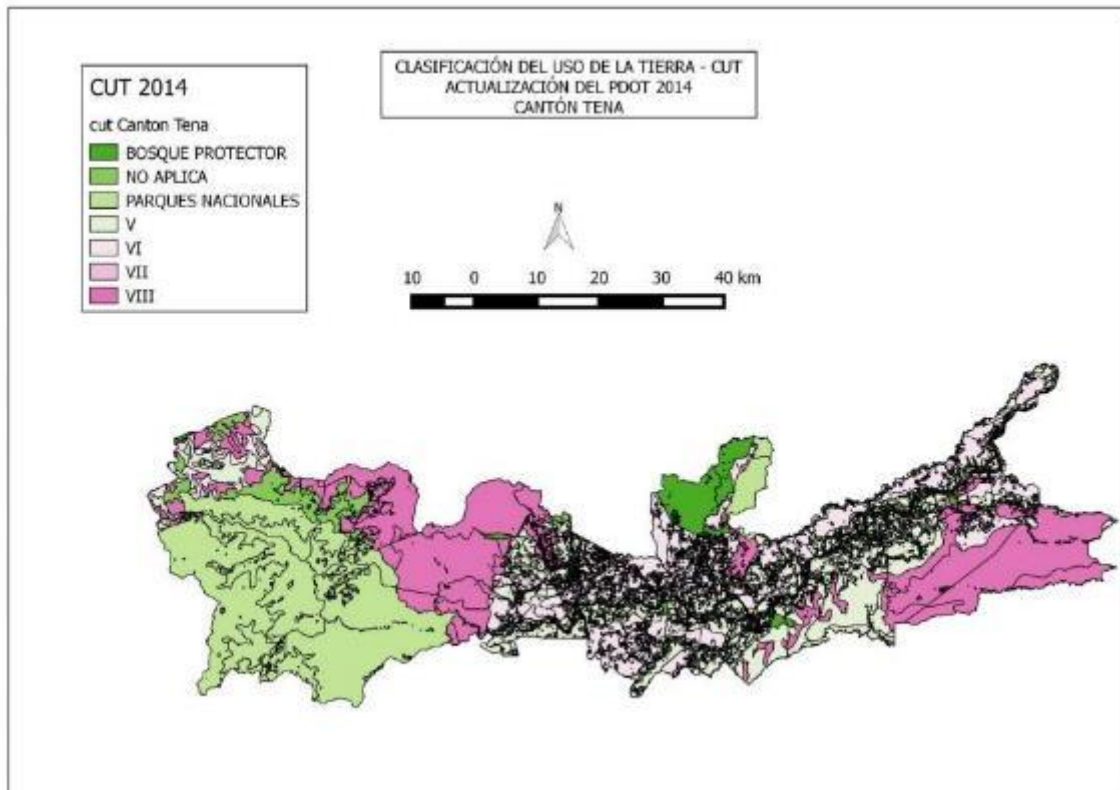 CLASIFICACIÓN DEL USO DE LA TIERRA - CUT
ACTUALIZACIÓN DEL PDOT 2014
CANTÓN TENA
CUT 2014
cut Canton Tena
BOSQUE PROTECTOR
NO APLICA
PARQUES NACIONALES
V
VI
VII
VIII
N
10 0 10 20 30 40 km